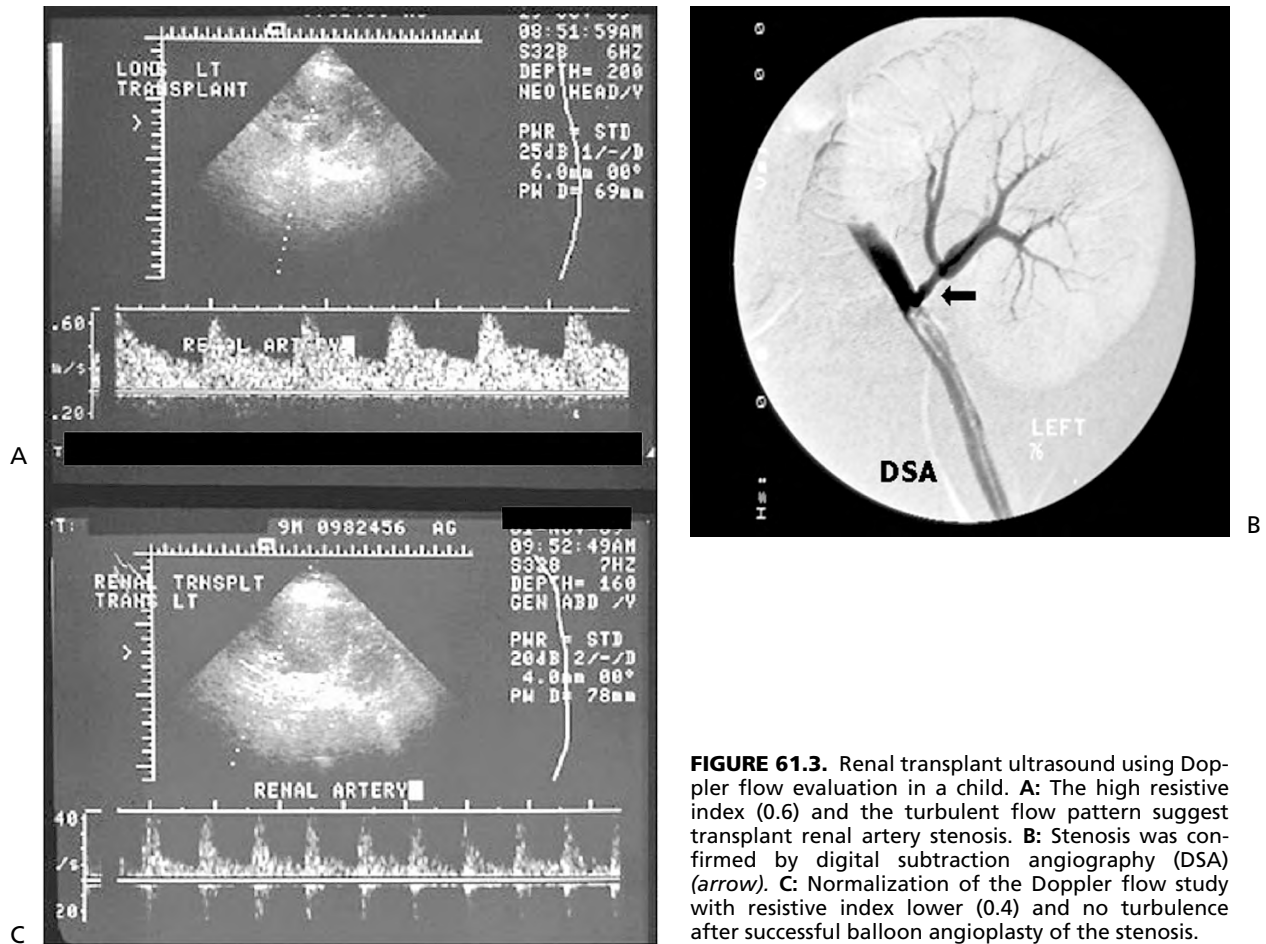 08:51:59AM
S32B 6HZ
LONG LT
DEPTH= 200
TRANSPLANT
NEO HEAD/Y
PWR = STD
25dB 1/-/D
6.0mm 00°
PW D= 69mm
.60
RENAL ARTERY
m/s
.20
A
T:
9M 0982456 AG
09:52:49AM
RENAL TRNSPLT
DEPTH= 160
TRANS LT
GEN ABD /Y
PWR = STD
20dB 2/-/D
4.0mm 00°
PW D= 78mm
RENAL ARTERY
40
/s
20
C
LEFT
76
DSA
B
FIGURE 61.3. Renal transplant ultrasound using Dop-
pler flow evaluation in a child. A: The high resistive
index (0.6) and the turbulent flow pattern suggest
transplant renal artery stenosis. B: Stenosis was con-
firmed by digital subtraction angiography (DSA)
(arrow). C: Normalization of the Doppler flow study
with resistive index lower (0.4) and no turbulence
after successful balloon angioplasty of the stenosis.